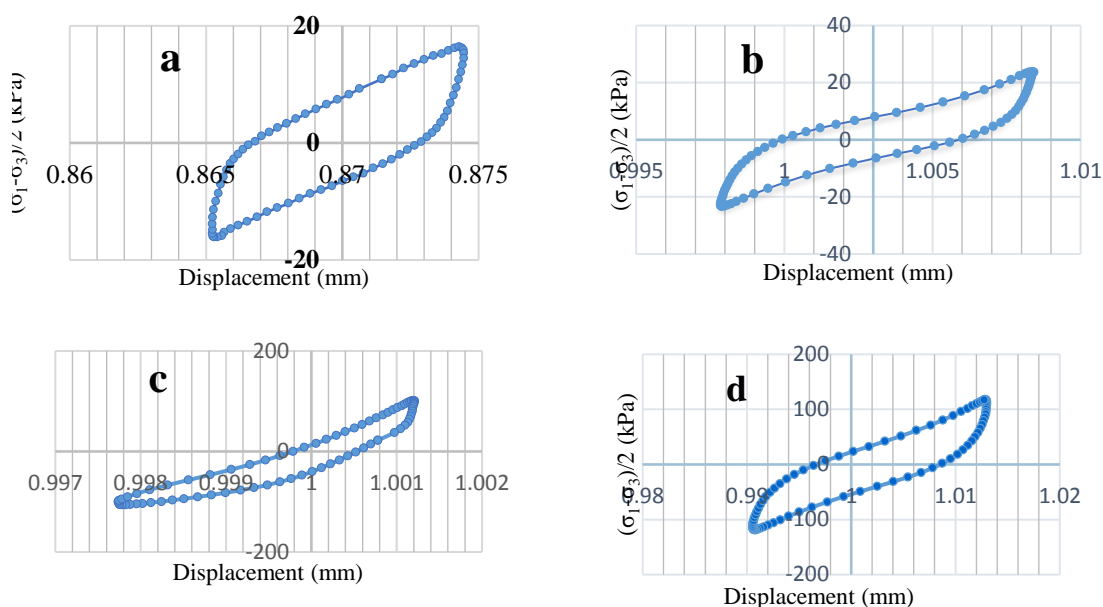 20
a
0
0.86 0.865 0.87 0.875
-20
(σ₁-σ₃)/2 (kPa)
Displacement (mm)
40
b
20
0
0.995 1 1.005 1.01
-20
-40
(σ₁-σ₃)/2 (kPa)
Displacement (mm)
200
c
0
0.997 0.998 0.999 1 1.001 1.002
-200
Displacement (mm)
200
d
100
0
0.98 0.99 1 1.01 1.02
-100
-200
(σ₁-σ₃)/2 (kPa)
Displacement (mm)